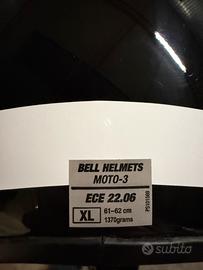 BELL HELMETS
MOTO-3
ECE 22.06
XL
61-62 cm
1370grams
subito